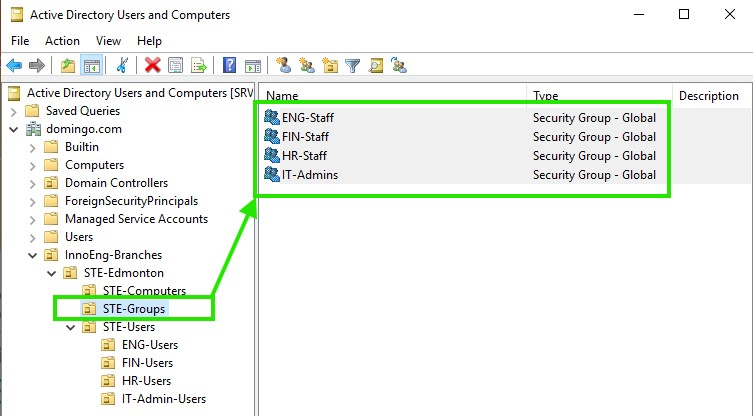 Active Directory Users and Computers
File Action View Help
Active Directory Users and Computers [SRV
Saved Queries
domingo.com
Builtin
Computers
Domain Controllers
ForeignSecurityPrincipals
Managed Service Accounts
Users
InnoEng-Branches
STE-Edmonton
STE-Computers
STE-Groups
STE-Users
ENG-Users
FIN-Users
HR-Users
IT-Admin-Users
Name Type Description
ENG-Staff Security Group - Global
FIN-Staff Security Group - Global
HR-Staff Security Group - Global
IT-Admins Security Group - Global